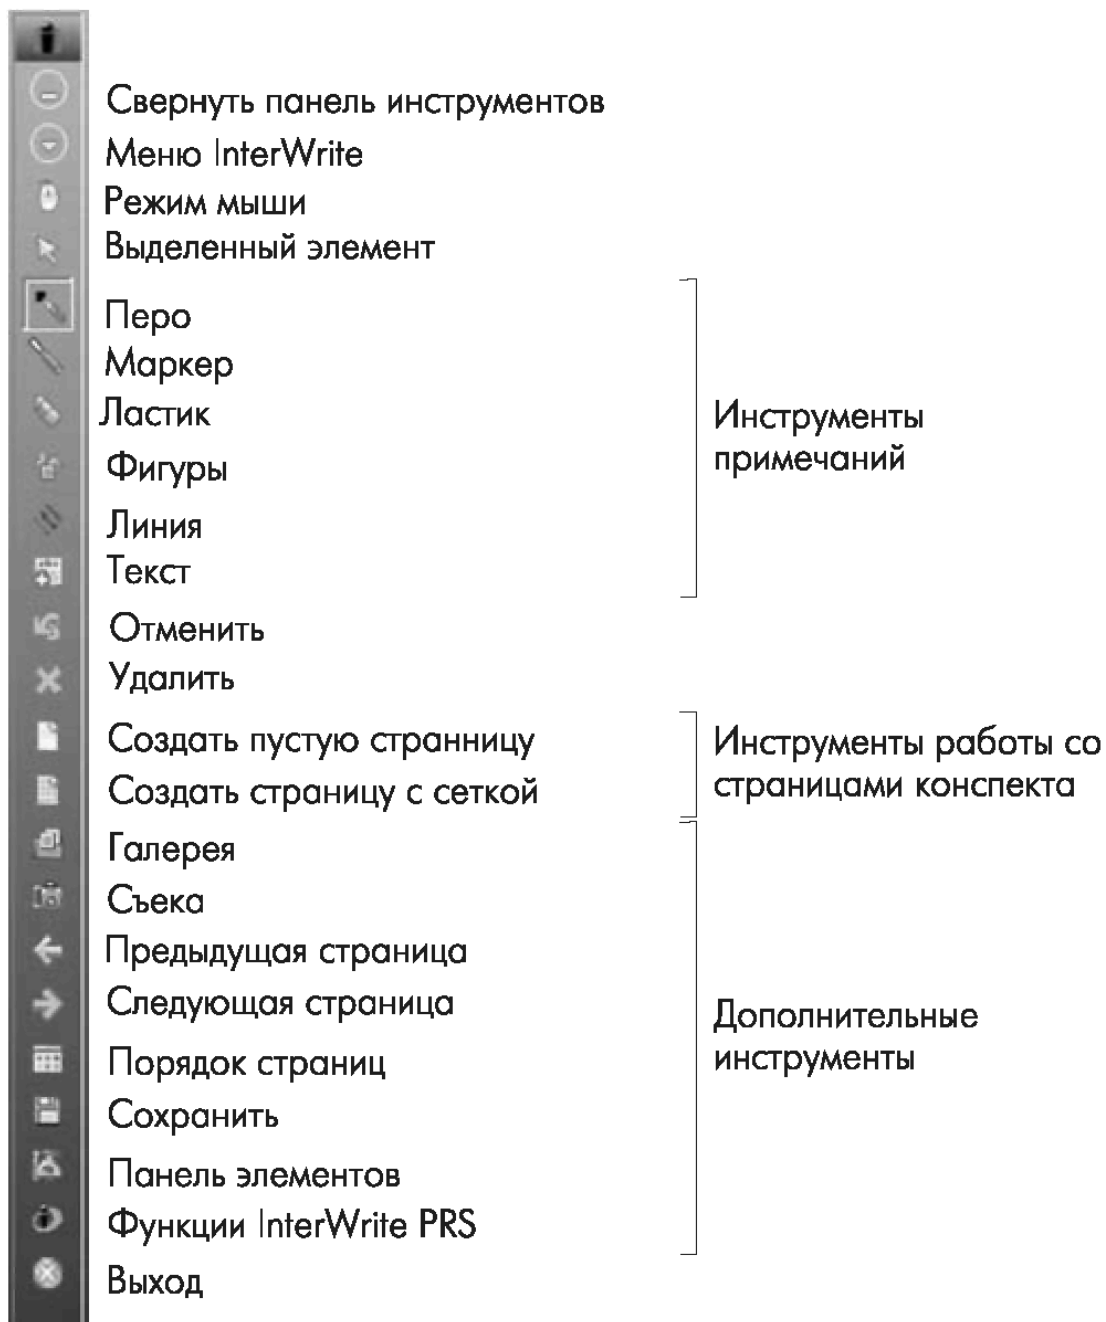 Свернуть панель инструментов
Меню InterWrite
Режим мыши
Выделенный элемент
Перо
Маркер
Ластик
Фигуры
Линия
Текст
Инструменты
примечаний
Отменить
Удалить
Создать пустую странницу
Создать страницу с сеткой
Инструменты работы со
страницами конспекта
Галерея
Съека
Предыдущая страница
Следующая страница
Порядок страниц
Сохранить
Панель элементов
Функции InterWrite PRS
Дополнительные
инструменты
Выход